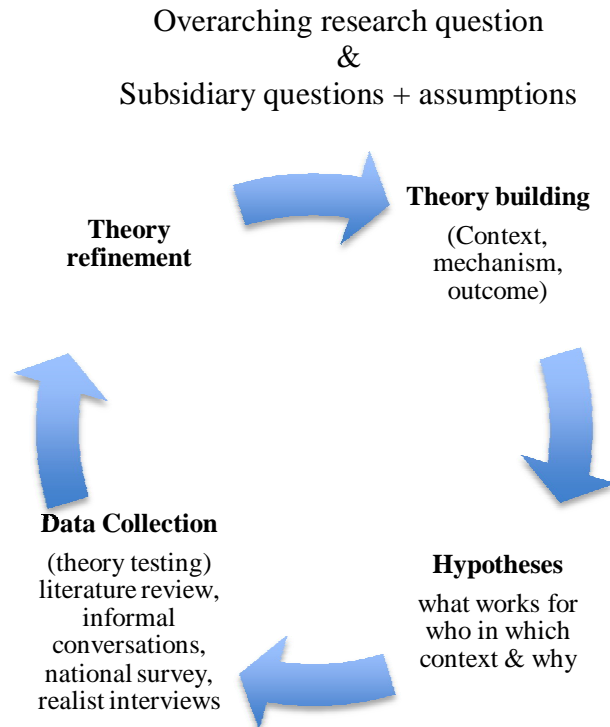 Overarching research question
&
Subsidiary questions + assumptions
Theory building
(Context,
mechanism,
outcome)
Hypotheses
what works for
who in which
context & why
Data Collection
(theory testing)
literature review,
informal
conversations,
national survey,
realist interviews
Theory
refinement